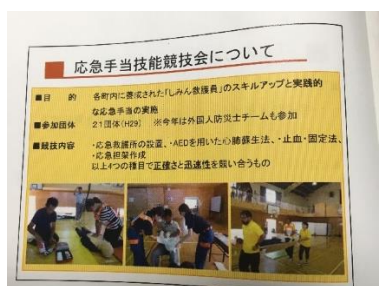 応急手当技能競技会について
■目　的　各町内に養成された「しみん救護員」のスキルアップと実践的
な応急手当の実施
■参加団体　21団体(H29)　※今年は外国人防災士チームも参加
■競技内容　・応急救護所の設置、・AEDを用いた心肺蘇生法、・止血・固定法、
・応急担架作成
以上4つの種目で正確さと迅速性を競い合うもの